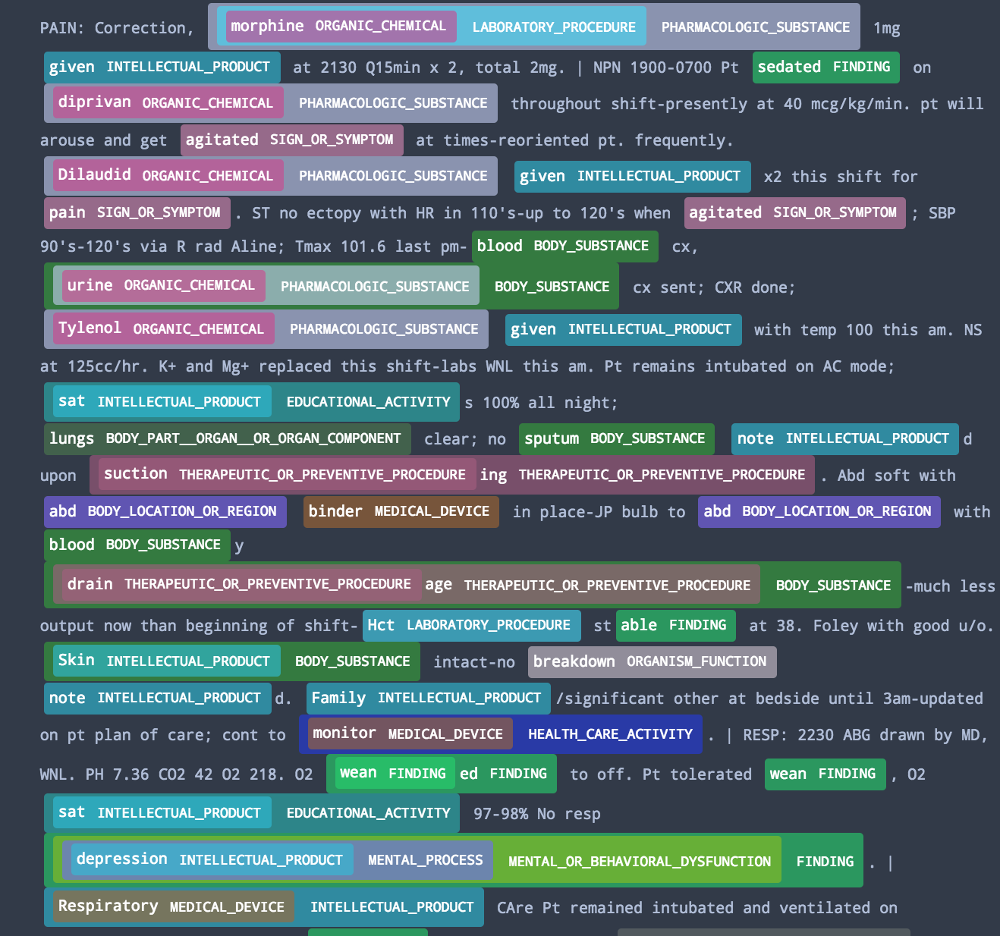 PAIN: Correction, morphine ORGANIC_CHEMICAL LABORATORY_PROCEDURE PHARMACOLOGIC_SUBSTANCE 1mg
given INTELLECTUAL_PRODUCT at 2130 Q15min x 2, total 2mg. | NPN 1900-0700 Pt sedated FINDING on
diprivan ORGANIC_CHEMICAL PHARMACOLOGIC_SUBSTANCE throughout shift-presently at 40 mcg/kg/min. pt will
arouse and get agitated SIGN_OR_SYMPTOM at times-reoriented pt. frequently.
Dilaudid ORGANIC_CHEMICAL PHARMACOLOGIC_SUBSTANCE given INTELLECTUAL_PRODUCT x2 this shift for
pain SIGN_OR_SYMPTOM . ST no ectopy with HR in 110's-up to 120's when agitated SIGN_OR_SYMPTOM ; SBP
90's-120's via R rad Aline; Tmax 101.6 last pm- blood BODY_SUBSTANCE cx,
urine ORGANIC_CHEMICAL PHARMACOLOGIC_SUBSTANCE BODY_SUBSTANCE cx sent; CXR done;
Tylenol ORGANIC_CHEMICAL PHARMACOLOGIC_SUBSTANCE given INTELLECTUAL_PRODUCT with temp 100 this am. NS
at 125cc/hr. K+ and Mg+ replaced this shift-labs WNL this am. Pt remains intubated on AC mode;
sat INTELLECTUAL_PRODUCT EDUCATIONAL_ACTIVITY s 100% all night;
lungs BODY_PART__ORGAN__OR_ORGAN_COMPONENT clear; no sputum BODY_SUBSTANCE note INTELLECTUAL_PRODUCT d
upon suction THERAPEUTIC_OR_PREVENTIVE_PROCEDURE ing THERAPEUTIC_OR_PREVENTIVE_PROCEDURE . Abd soft with
abd BODY_LOCATION_OR_REGION binder MEDICAL_DEVICE in place-JP bulb to abd BODY_LOCATION_OR_REGION with
blood BODY_SUBSTANCE y
drain THERAPEUTIC_OR_PREVENTIVE_PROCEDURE age THERAPEUTIC_OR_PREVENTIVE_PROCEDURE BODY_SUBSTANCE -much less
output now than beginning of shift- Hct LABORATORY_PROCEDURE st able FINDING at 38. Foley with good u/o.
Skin INTELLECTUAL_PRODUCT BODY_SUBSTANCE intact-no breakdown ORGANISM_FUNCTION
note INTELLECTUAL_PRODUCT d. Family INTELLECTUAL_PRODUCT /significant other at bedside until 3am-updated
on pt plan of care; cont to monitor MEDICAL_DEVICE HEALTH_CARE_ACTIVITY . | RESP: 2230 ABG drawn by MD,
WNL. PH 7.36 CO2 42 O2 218. O2 wean FINDING ed FINDING to off. Pt tolerated wean FINDING , O2
sat INTELLECTUAL_PRODUCT EDUCATIONAL_ACTIVITY 97-98% No resp
depression INTELLECTUAL_PRODUCT MENTAL_PROCESS MENTAL_OR_BEHAVIORAL_DYSFUNCTION FINDING . |
Respiratory MEDICAL_DEVICE INTELLECTUAL_PRODUCT CAre Pt remained intubated and ventilated on